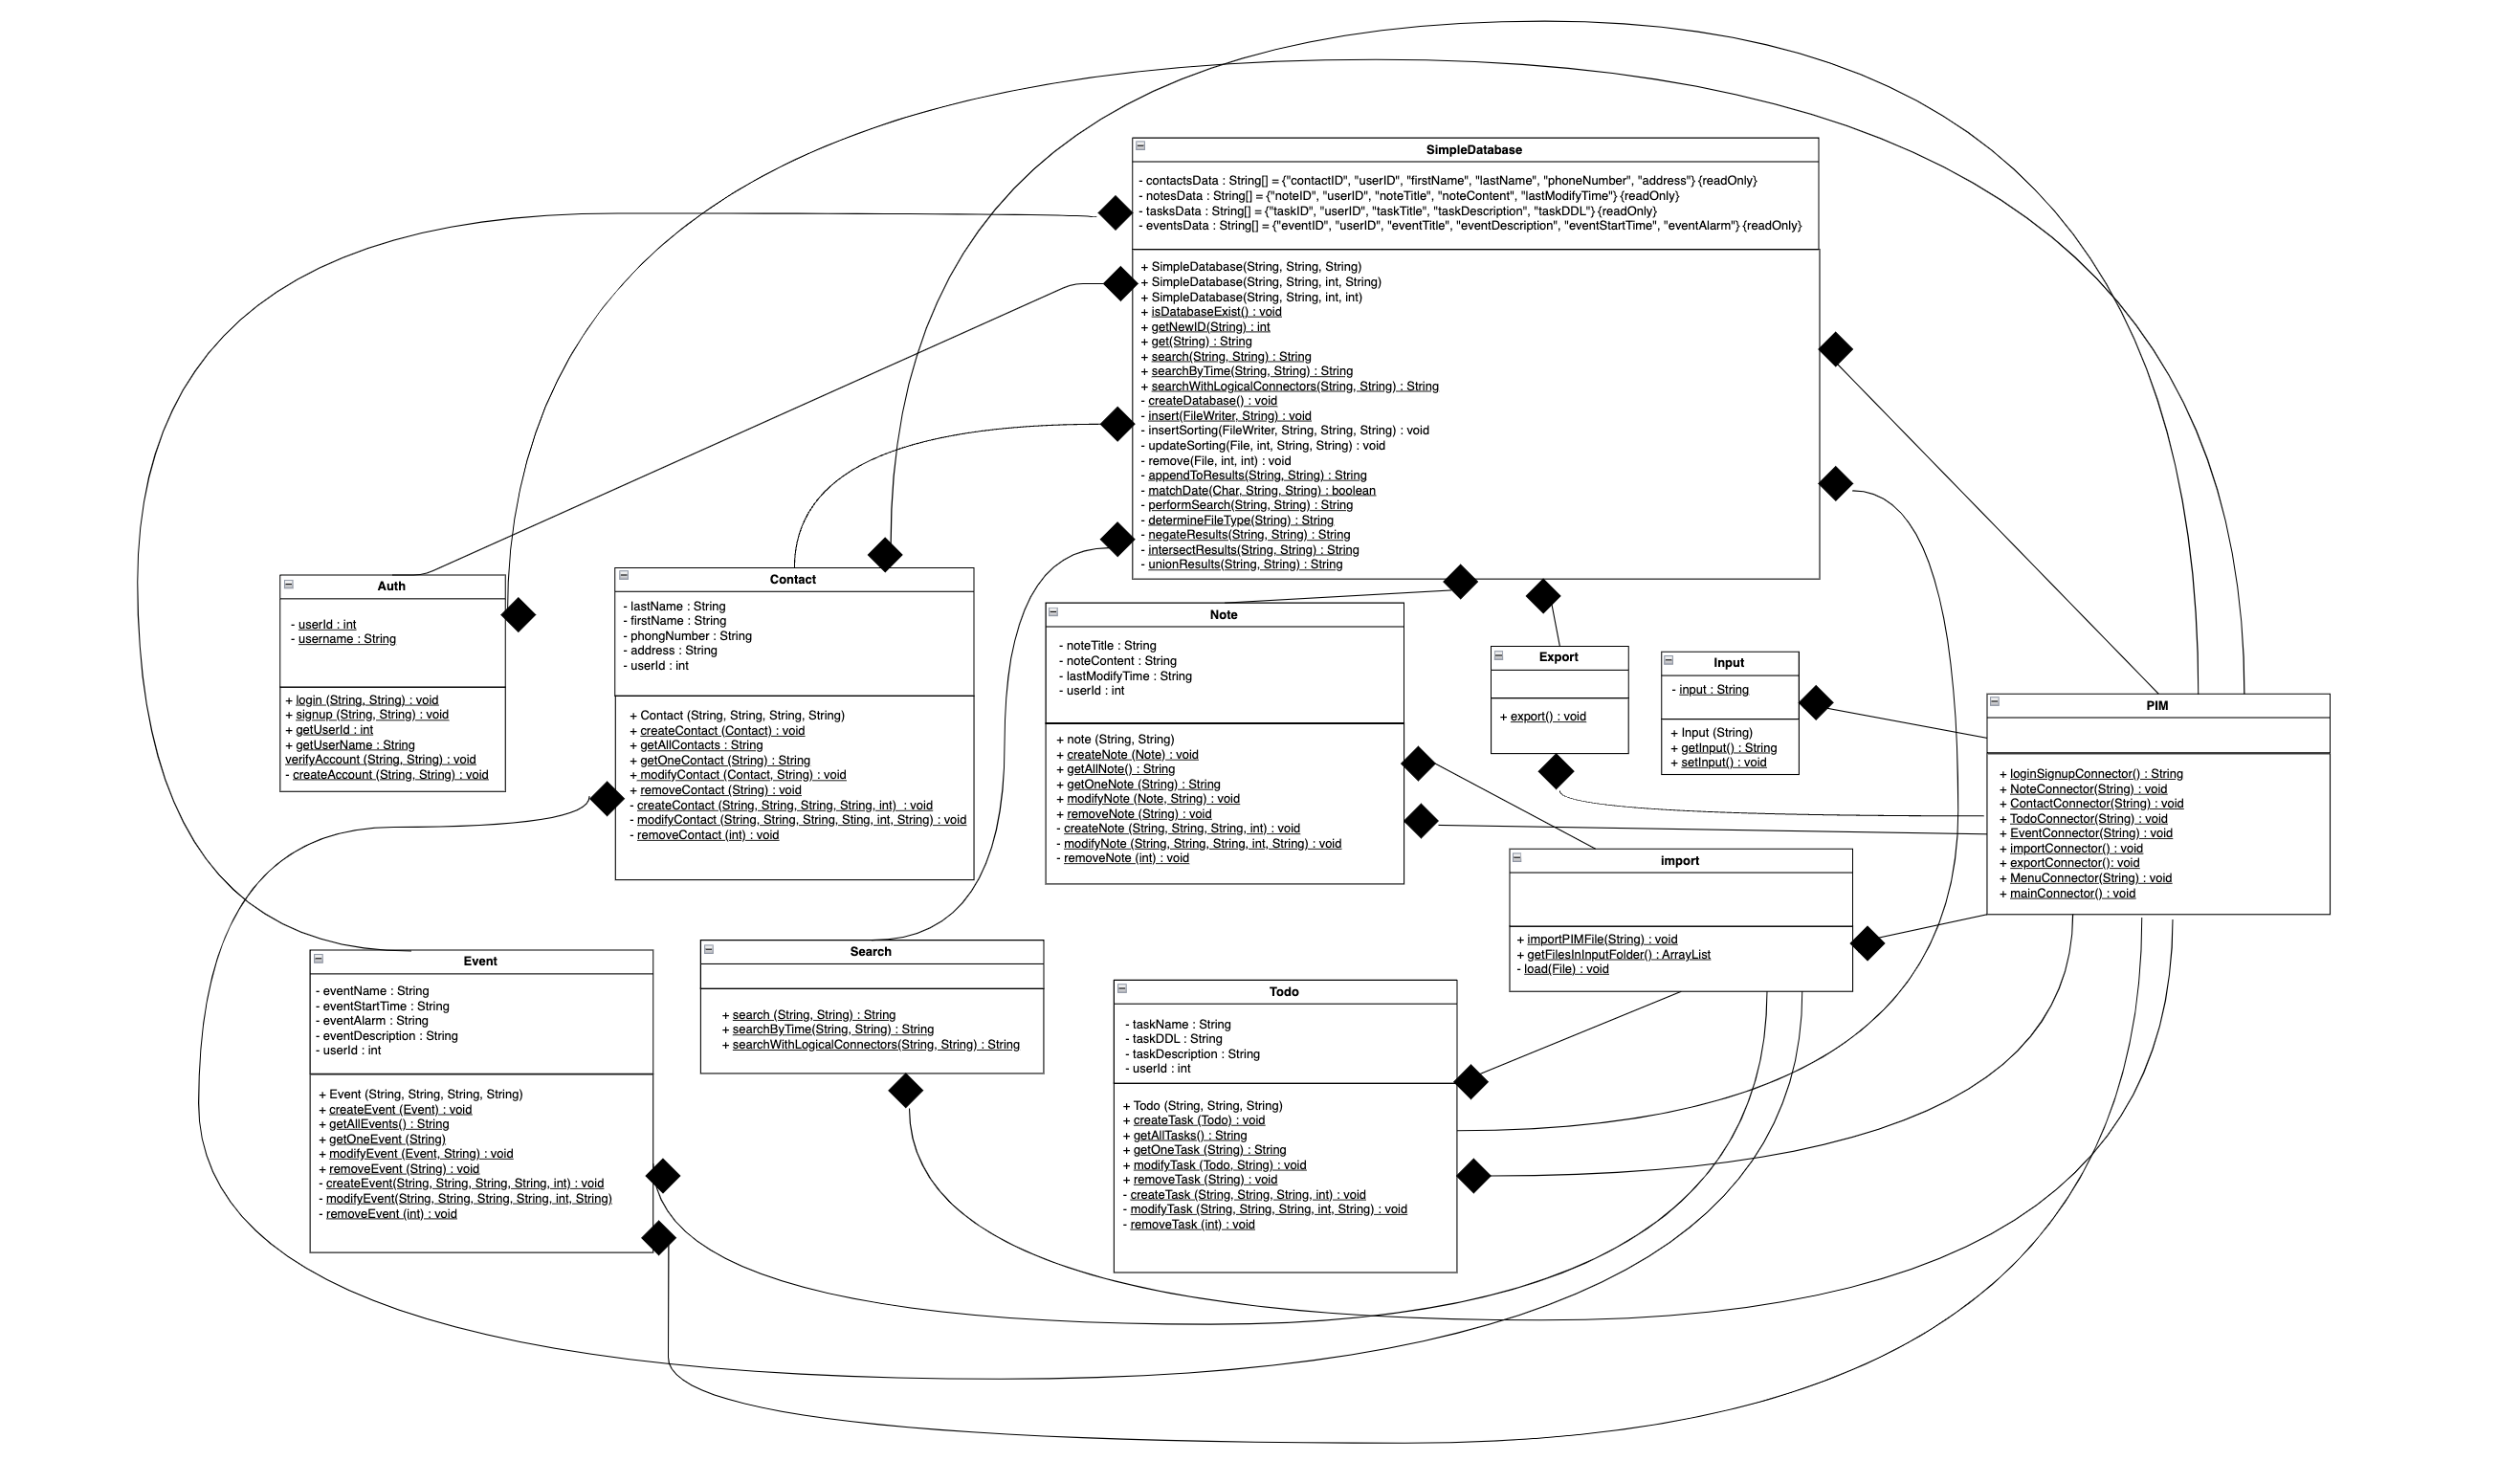 SimpleDatabase
- contactsData : String[] = {"contactID", "userID", "firstName", "lastName", "phoneNumber", "address"} {readOnly}
- notesData : String[] = {"noteID", "userID", "noteTitle", "noteContent", "lastModifyTime"} {readOnly}
- tasksData : String[] = {"taskID", "userID", "taskTitle", "taskDescription", "taskDDL"} {readOnly}
- eventsData : String[] = {"eventID", "userID", "eventTitle", "eventDescription", "eventStartTime", "eventAlarm"} {readOnly}
+ SimpleDatabase(String, String, String)
+ SimpleDatabase(String, String, int, String)
+ SimpleDatabase(String, String, int, int)
+ isDatabaseExist() : void
+ getNewID(String) : int
+ get(String) : String
+ search(String, String) : String
+ searchByTime(String, String) : String
+ searchWithLogicalConnectors(String, String) : String
- createDatabase() : void
- insert(FileWriter, String) : void
- insertSorting(FileWriter, String, String, String) : void
- updateSorting(File, int, String, String) : void
- remove(File, int, int) : void
- appendToResults(String, String) : String
- matchDate(Char, String, String) : boolean
- performSearch(String, String) : String
- determineFileType(String) : String
- negateResults(String, String) : String
- intersectResults(String, String) : String
- unionResults(String, String) : String
Auth
- userId : int
- username : String
+ login (String, String) : void
+ signup (String, String) : void
+ getUserId : int
+ getUserName : String
verifyAccount (String, String) : void
- createAccount (String, String) : void
Contact
- lastName : String
- firstName : String
- phongNumber : String
- address : String
- userId : int
+ Contact (String, String, String, String)
+ createContact (Contact) : void
+ getAllContacts : String
+ getOneContact (String) : String
+ modifyContact (Contact, String) : void
+ removeContact (String) : void
- createContact (String, String, String, String, int)  : void
- modifyContact (String, String, String, Sting, int, String) : void
- removeContact (int) : void
Note
- noteTitle : String
- noteContent : String
- lastModifyTime : String
- userId : int
+ note (String, String)
+ createNote (Note) : void
+ getAllNote() : String
+ getOneNote (String) : String
+ modifyNote (Note, String) : void
+ removeNote (String) : void
- createNote (String, String, String, int) : void
- modifyNote (String, String, String, int, String) : void
- removeNote (int) : void
Export
+ export() : void
Input
- input : String
+ Input (String)
+ getInput() : String
+ setInput() : void
PIM
+ loginSignupConnector() : String
+ NoteConnector(String) : void
+ ContactConnector(String) : void
+ TodoConnector(String) : void
+ EventConnector(String) : void
+ importConnector() : void
+ exportConnector(): void
+ MenuConnector(String) : void
+ mainConnector() : void
import
+ importPIMFile(String) : void
+ getFilesInInputFolder() : ArrayList
- load(File) : void
Event
- eventName : String
- eventStartTime : String
- eventAlarm : String
- eventDescription : String
- userId : int
+ Event (String, String, String, String)
+ createEvent (Event) : void
+ getAllEvents() : String
+ getOneEvent (String)
+ modifyEvent (Event, String) : void
+ removeEvent (String) : void
- createEvent(String, String, String, String, int) : void
- modifyEvent(String, String, String, String, int, String)
- removeEvent (int) : void
Search
+ search (String, String) : String
+ searchByTime(String, String) : String
+ searchWithLogicalConnectors(String, String) : String
Todo
- taskName : String
- taskDDL : String
- taskDescription : String
- userId : int
+ Todo (String, String, String)
+ createTask (Todo) : void
+ getAllTasks() : String
+ getOneTask (String) : String
+ modifyTask (Todo, String) : void
+ removeTask (String) : void
- createTask (String, String, String, int) : void
- modifyTask (String, String, String, int, String) : void
- removeTask (int) : void